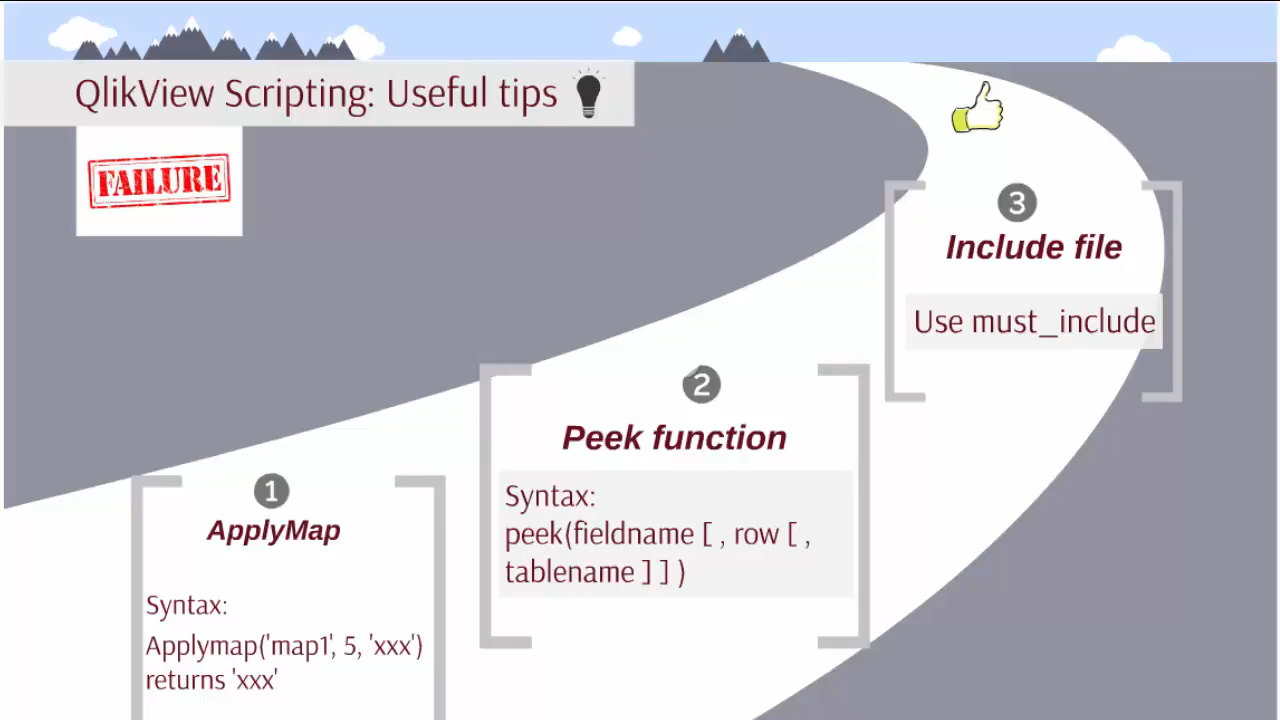 QlikView Scripting: Useful tips
FAILURE
1
ApplyMap
Syntax:
Applymap('map1', 5, 'xxx')
returns 'xxx'
2
Peek function
Syntax:
peek(fieldname [ , row [ ,
tablename ] ] )
3
Include file
Use must_include